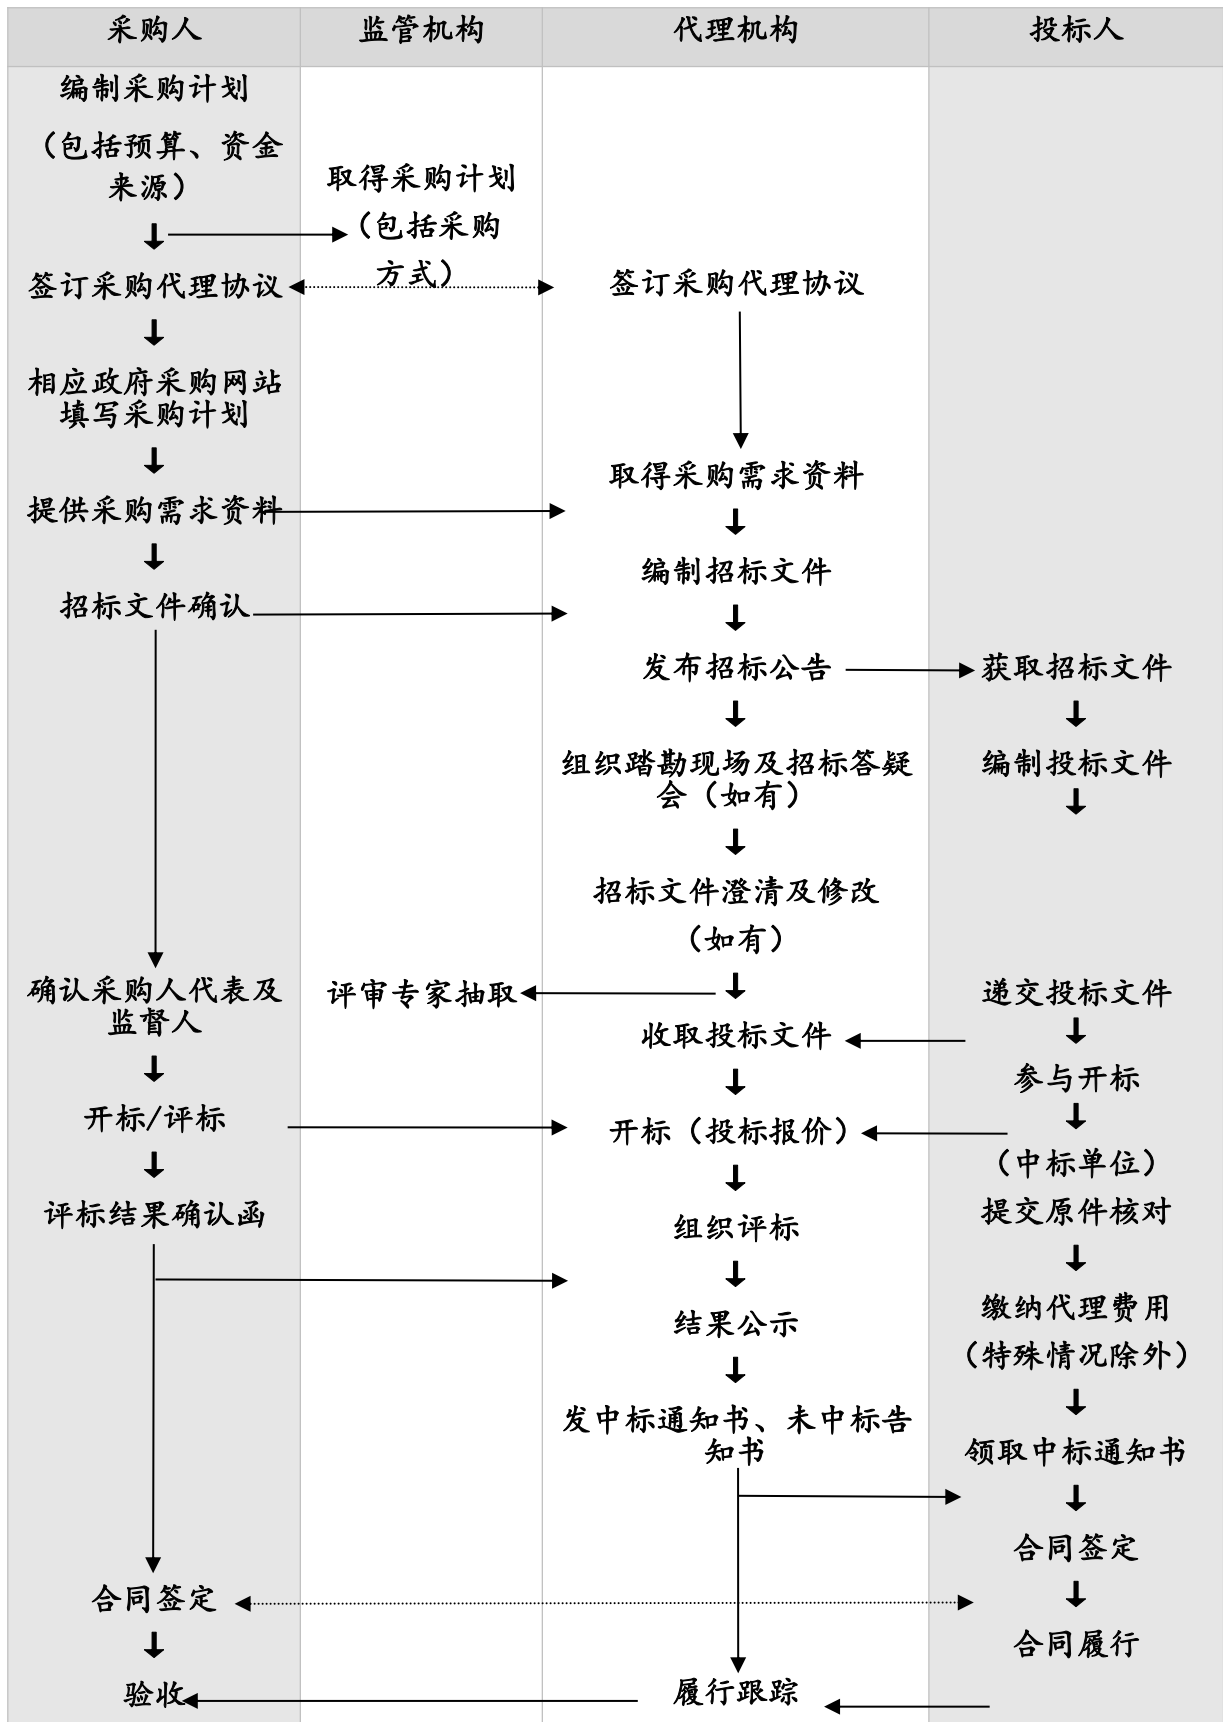 采购人
监管机构
代理机构
投标人
编制采购计划
（包括预算、资金
来源）
签订采购代理协议
相应政府采购网站
填写采购计划
提供采购需求资料
招标文件确认
确认采购人代表及
监督人
开标/评标
评标结果确认函
合同签定
验收
取得采购计划
（包括采购
方式）
评审专家抽取
签订采购代理协议
取得采购需求资料
编制招标文件
发布招标公告
组织踏勘现场及招标答疑
会（如有）
招标文件澄清及修改
（如有）
收取投标文件
开标（投标报价）
组织评标
结果公示
发中标通知书、未中标告
知书
履行跟踪
获取招标文件
编制投标文件
递交投标文件
参与开标
（中标单位）
提交原件核对
缴纳代理费用
（特殊情况除外）
领取中标通知书
合同签定
合同履行